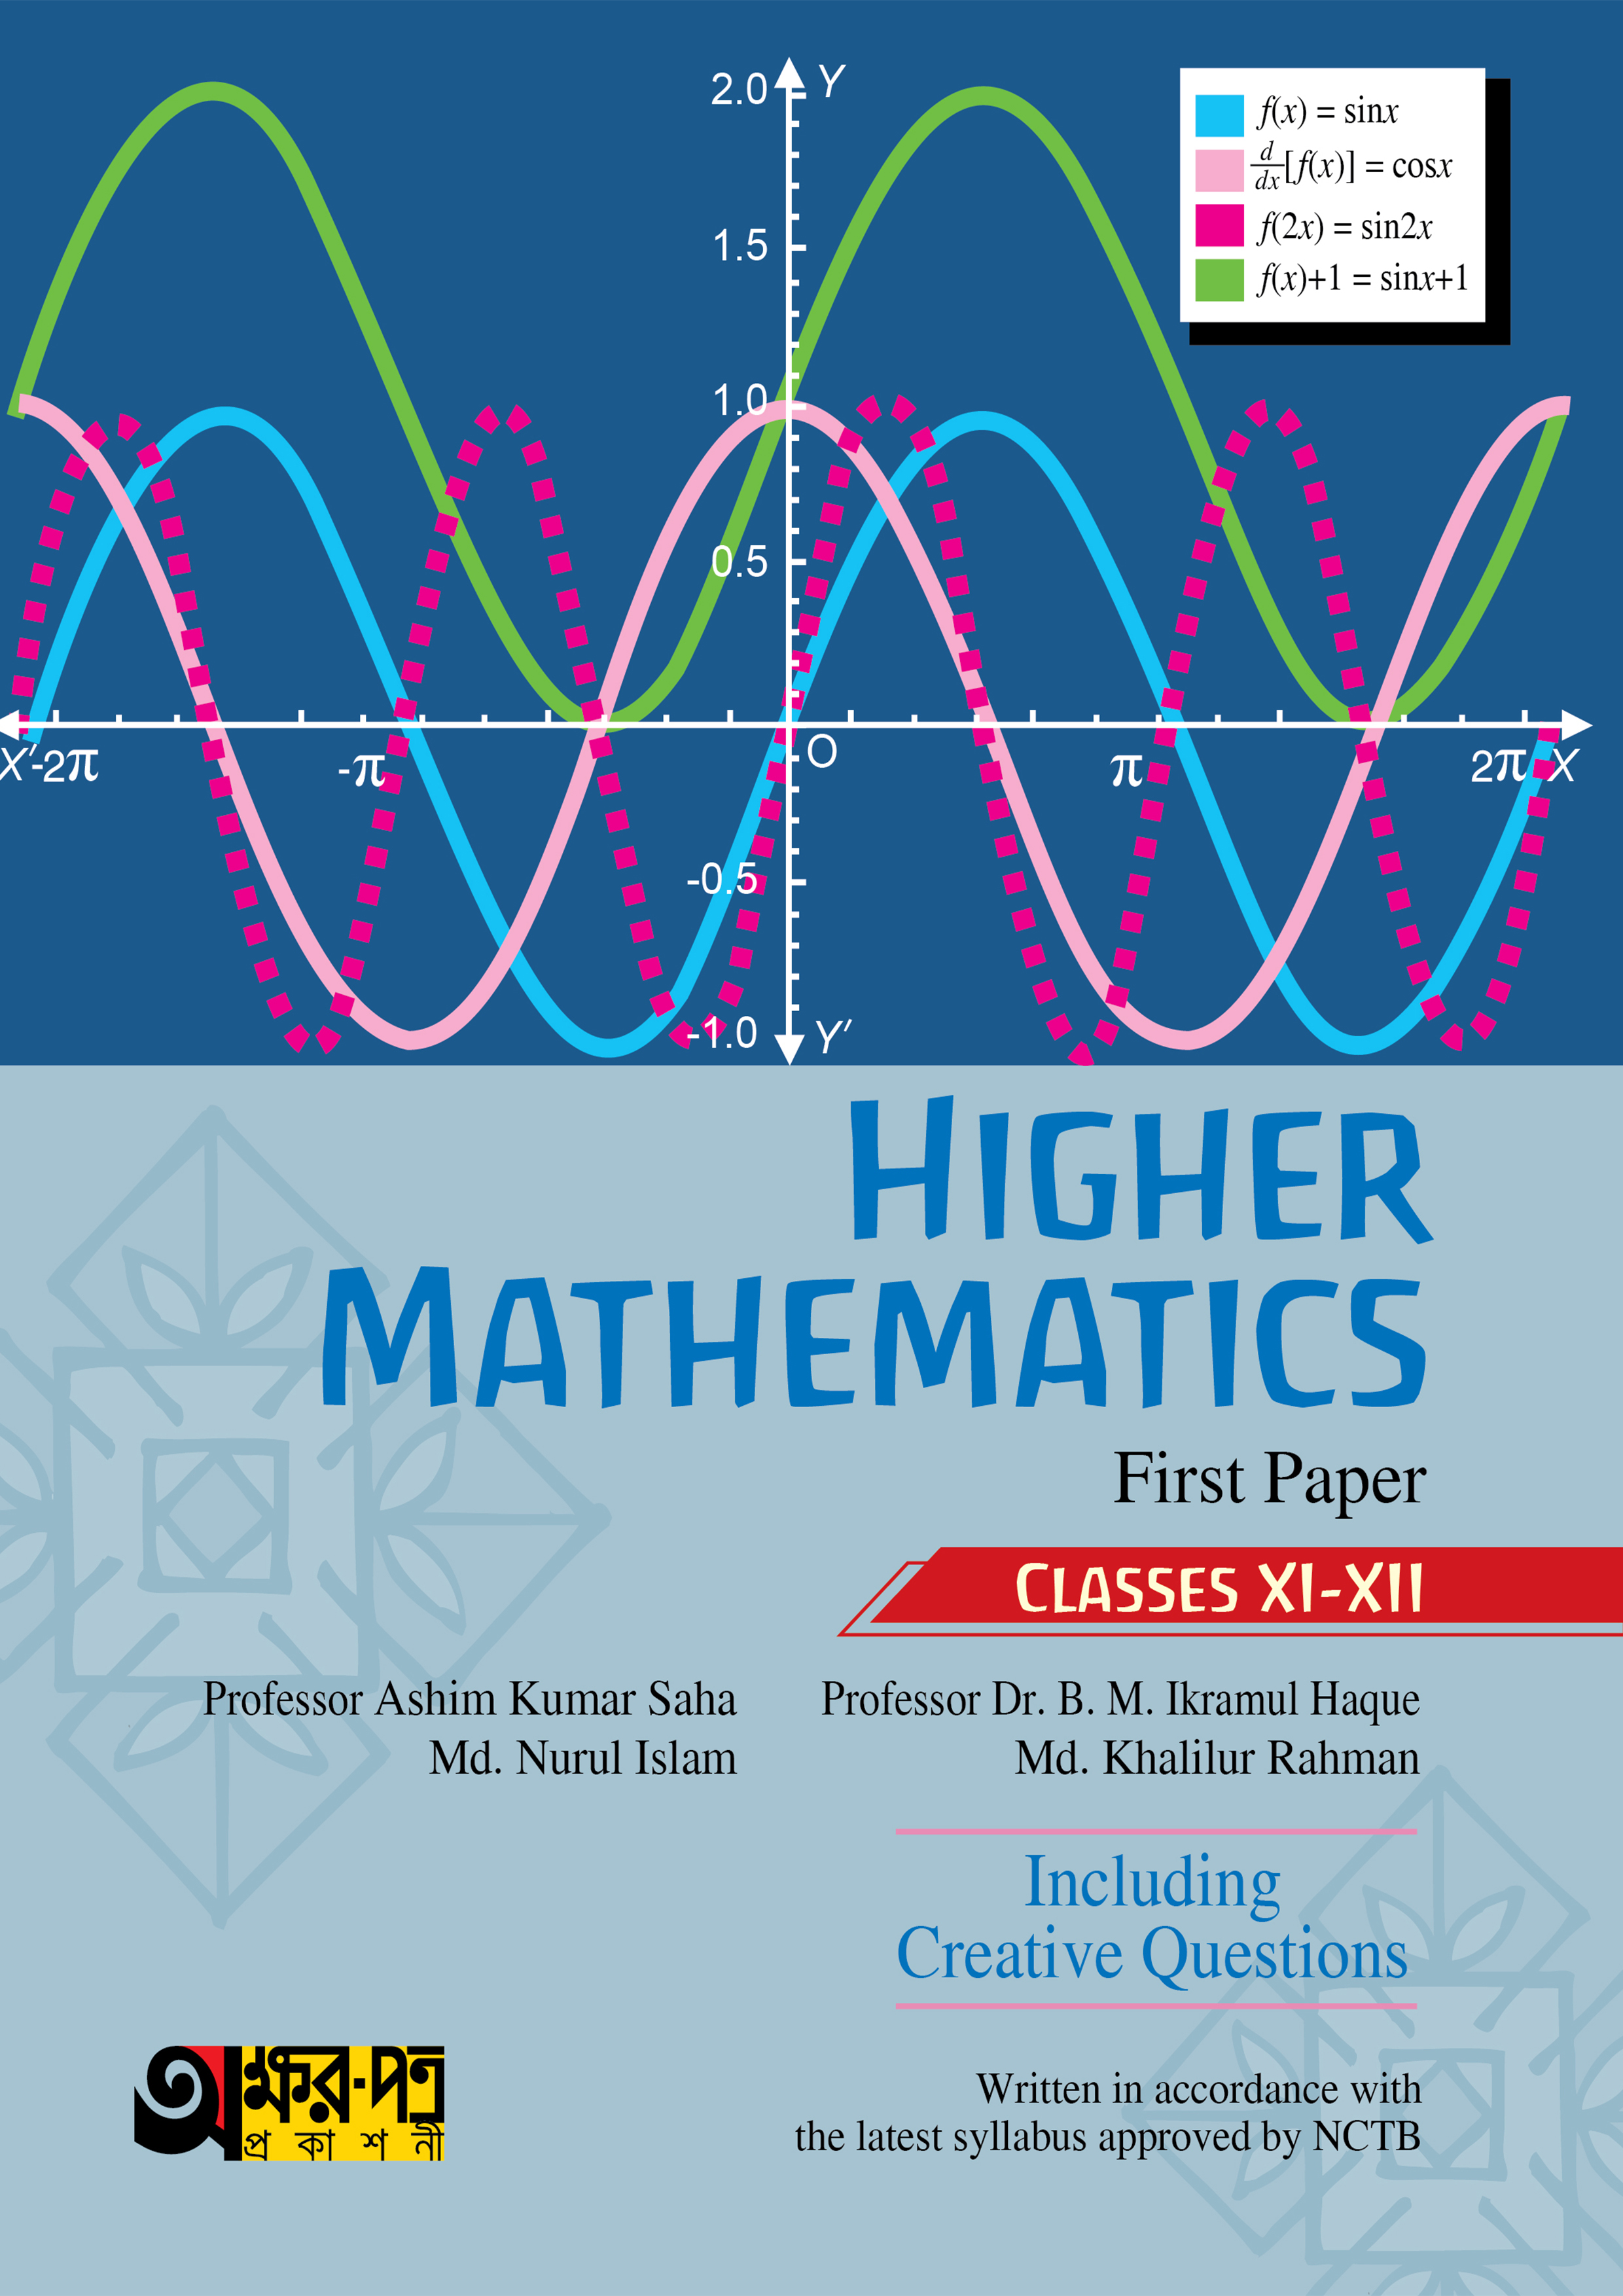 2.0
Y
1.5
1.0
0.5
-0.5
-1.0
Y′
X′
-2π
-π
O
π
2π
X
f(x) = sinx
d/dx[f(x)] = cosx
f(2x) = sin2x
f(x)+1 = sinx+1
HIGHER
MATHEMATICS
First Paper
CLASSES XI-XII
Professor Ashim Kumar Saha
Md. Nurul Islam
Professor Dr. B. M. Ikramul Haque
Md. Khalilur Rahman
Including
Creative Questions
Written in accordance with
the latest syllabus approved by NCTB
অক্ষর-পত্র
প্রকাশনী